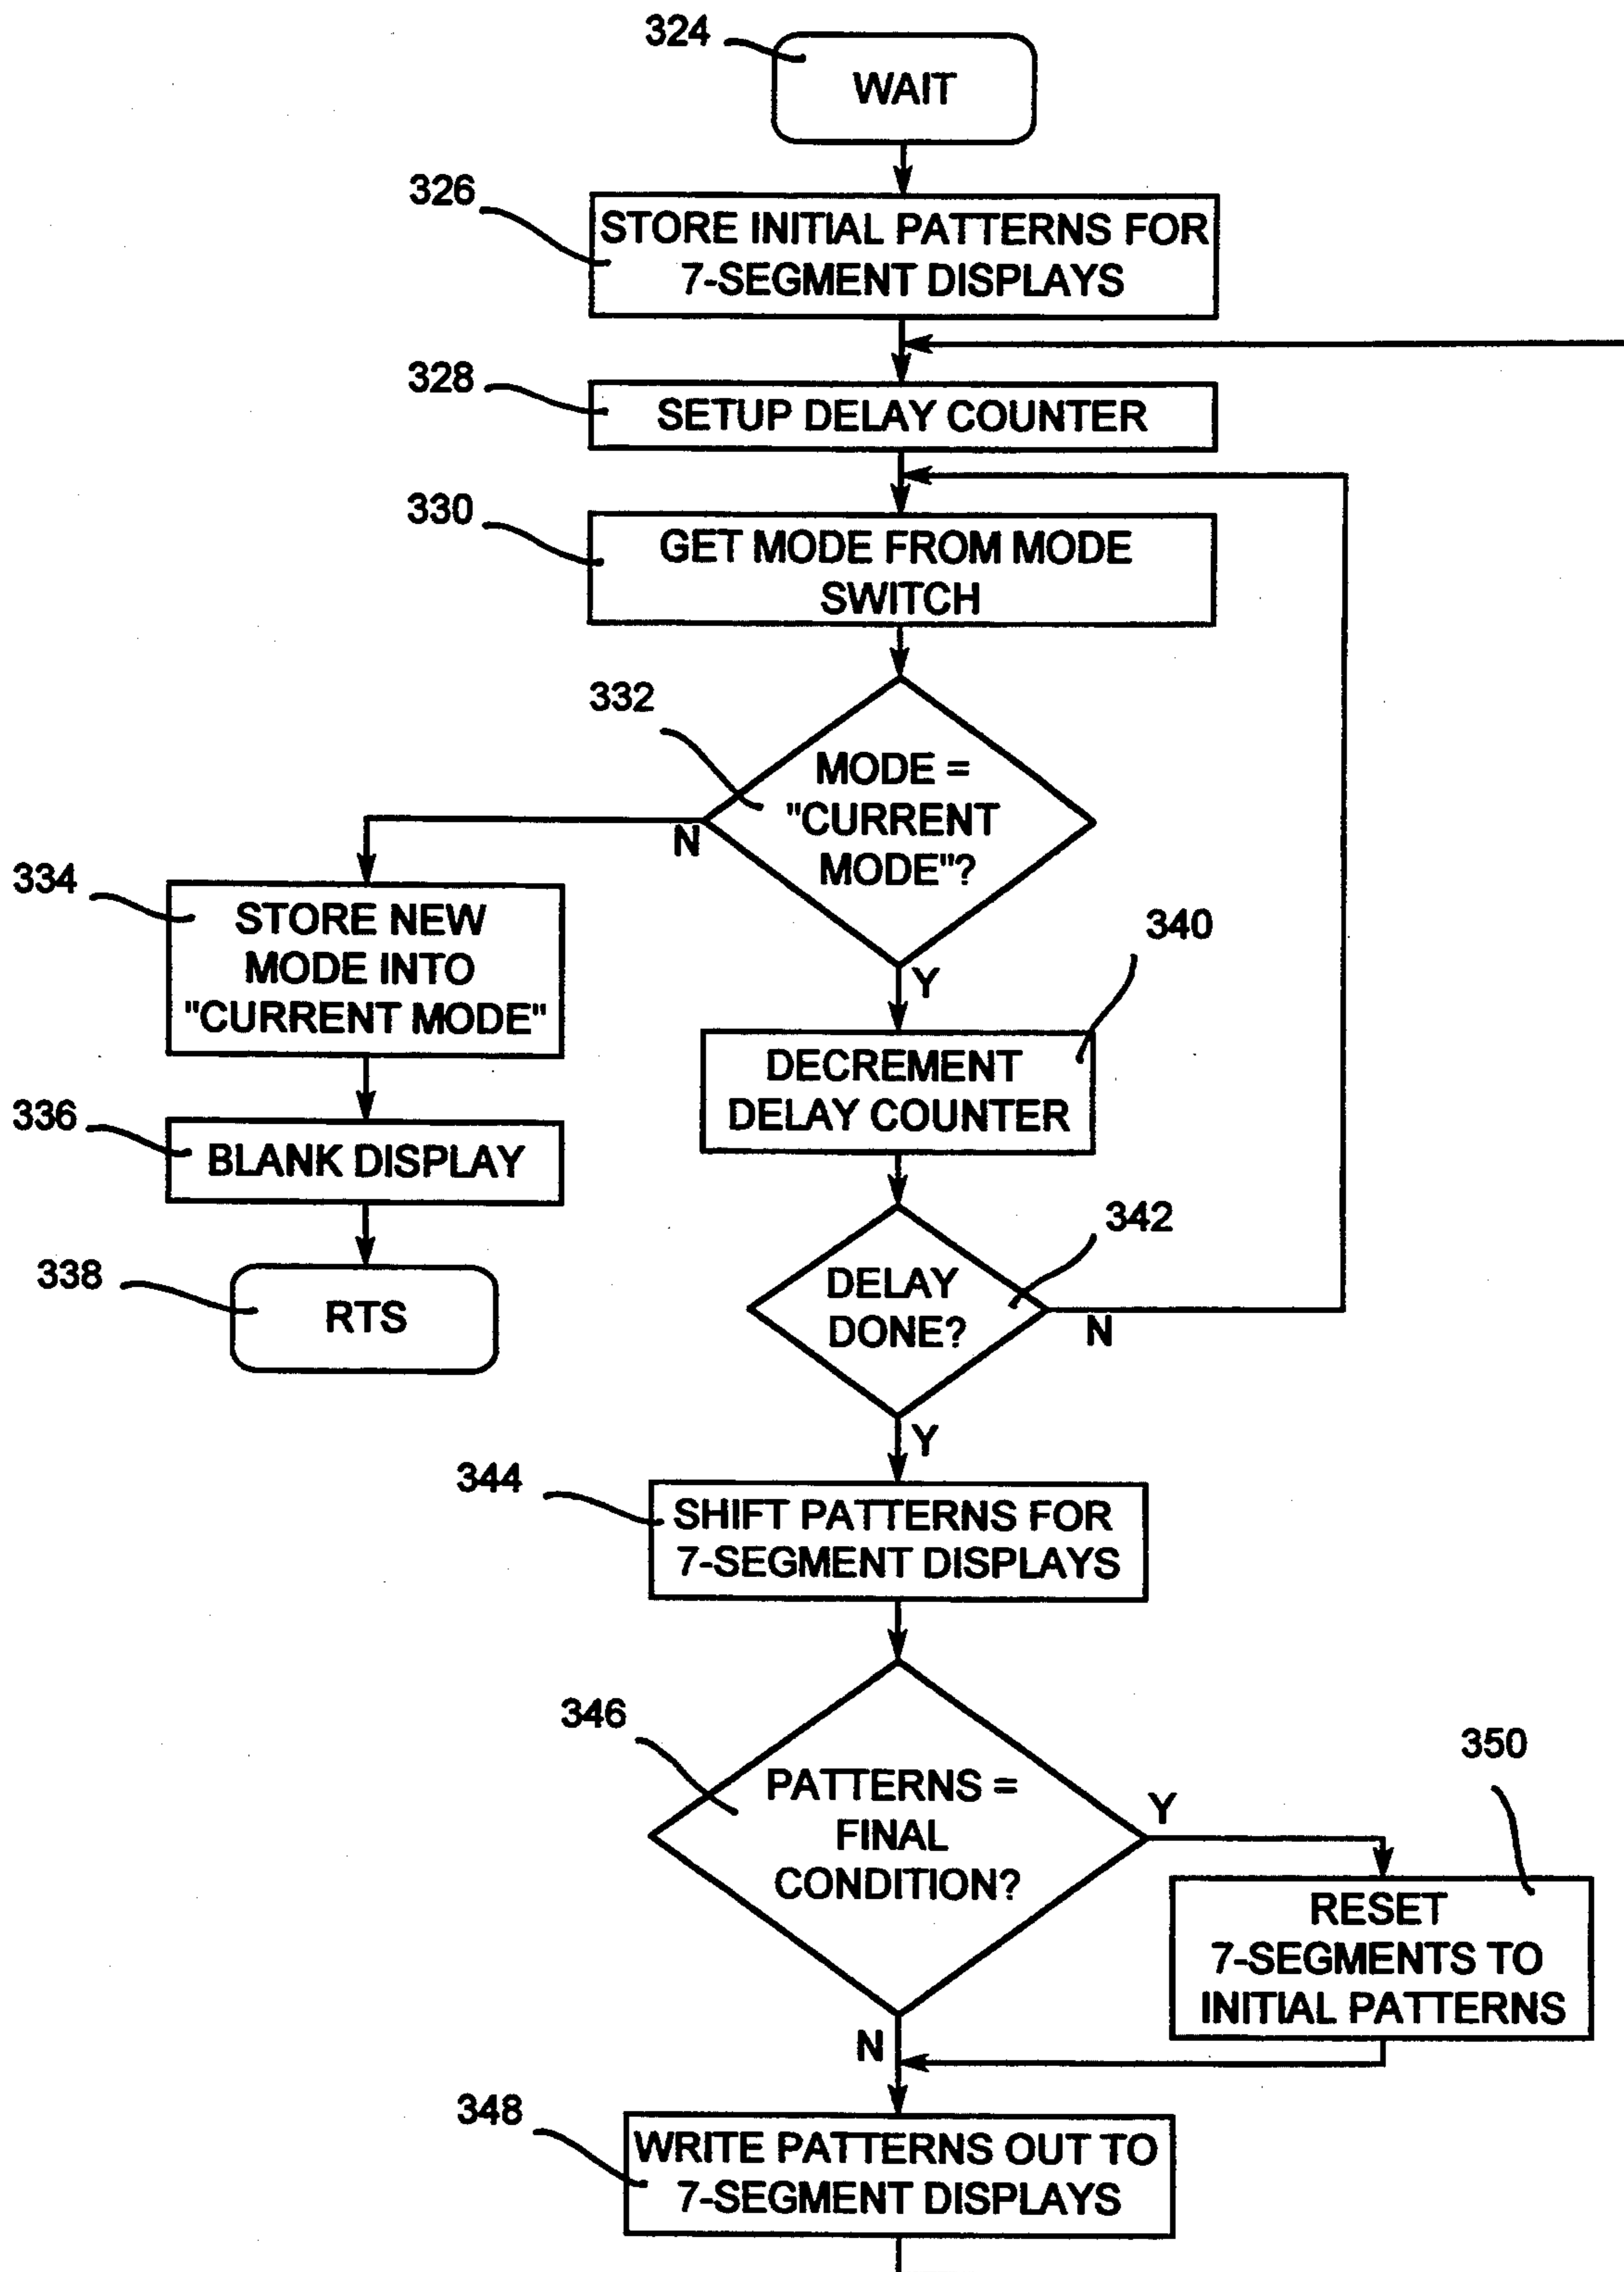 324
WAIT
326
STORE INITIAL PATTERNS FOR
7-SEGMENT DISPLAYS
328
SETUP DELAY COUNTER
330
GET MODE FROM MODE
SWITCH
332
MODE =
"CURRENT
MODE"?
N
Y
334
STORE NEW
MODE INTO
"CURRENT MODE"
336
BLANK DISPLAY
338
RTS
340
DECREMENT
DELAY COUNTER
342
DELAY
DONE?
N
Y
344
SHIFT PATTERNS FOR
7-SEGMENT DISPLAYS
346
PATTERNS =
FINAL
CONDITION?
Y
N
350
RESET
7-SEGMENTS TO
INITIAL PATTERNS
348
WRITE PATTERNS OUT TO
7-SEGMENT DISPLAYS